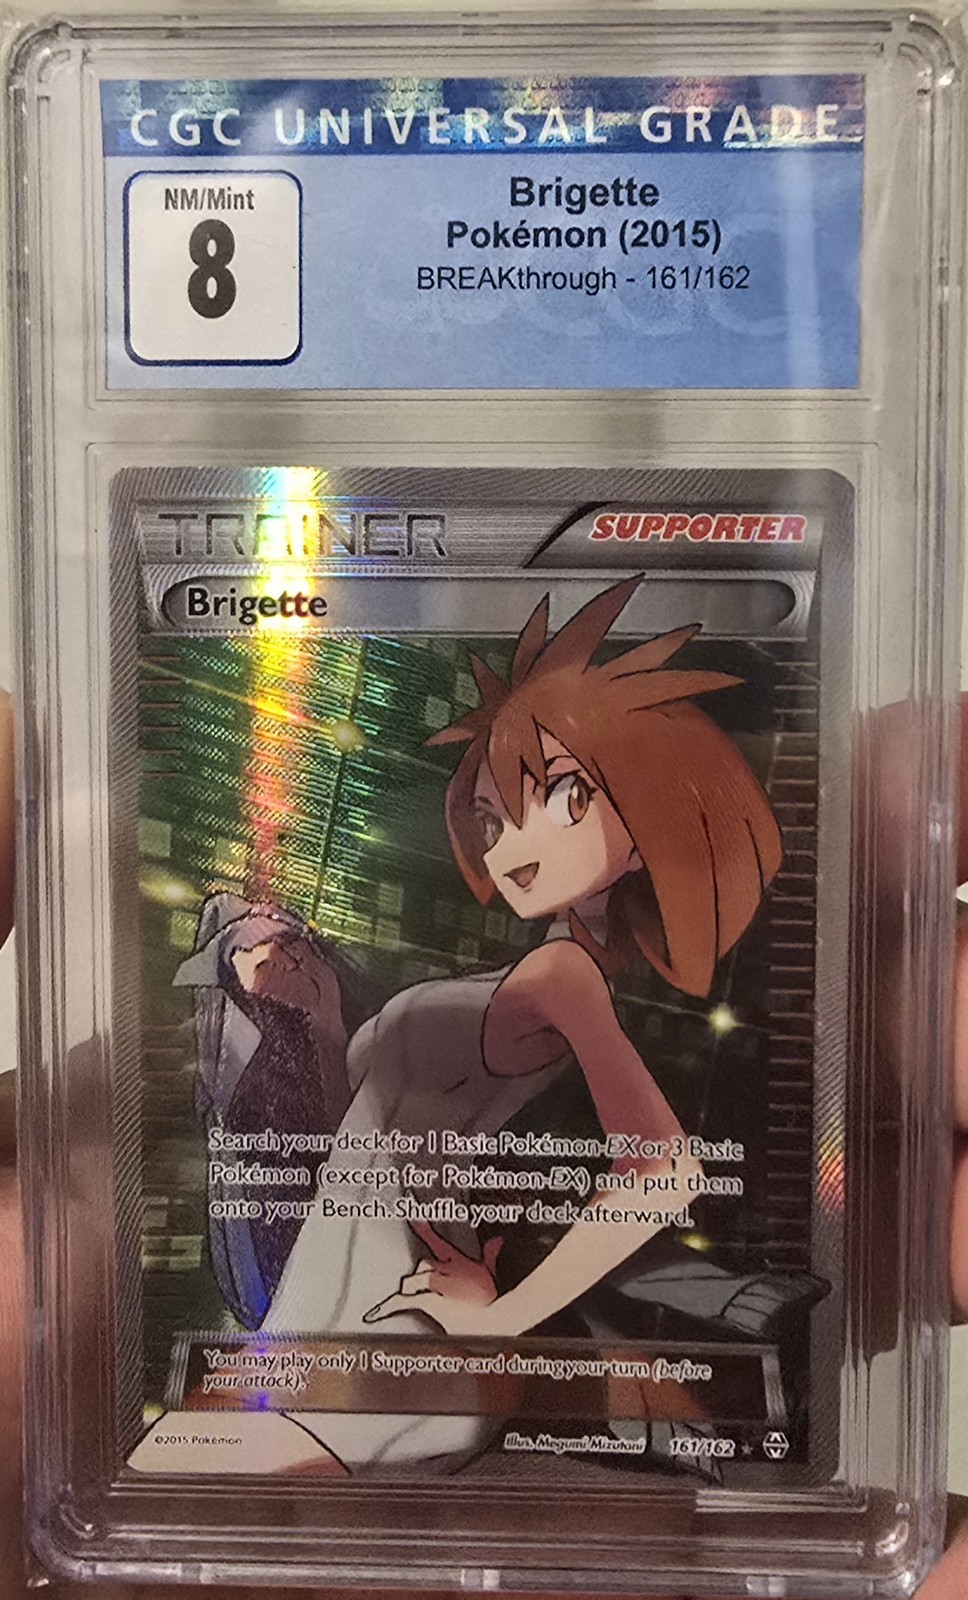 CGC UNIVERSAL GRADE
NM/Mint
8
Brigette
Pokémon (2015)
BREAKthrough - 161/162
TRAINER
SUPPORTER
Brigette
Search your deck for 1 Basic Pokémon-EX or 3 Basic
Pokémon (except for Pokémon-EX) and put them
onto your Bench. Shuffle your deck afterward.
You may play only 1 Supporter card during your turn (before
your attack).
©2015 Pokémon
Illus. Megumi Mizutani
161/162